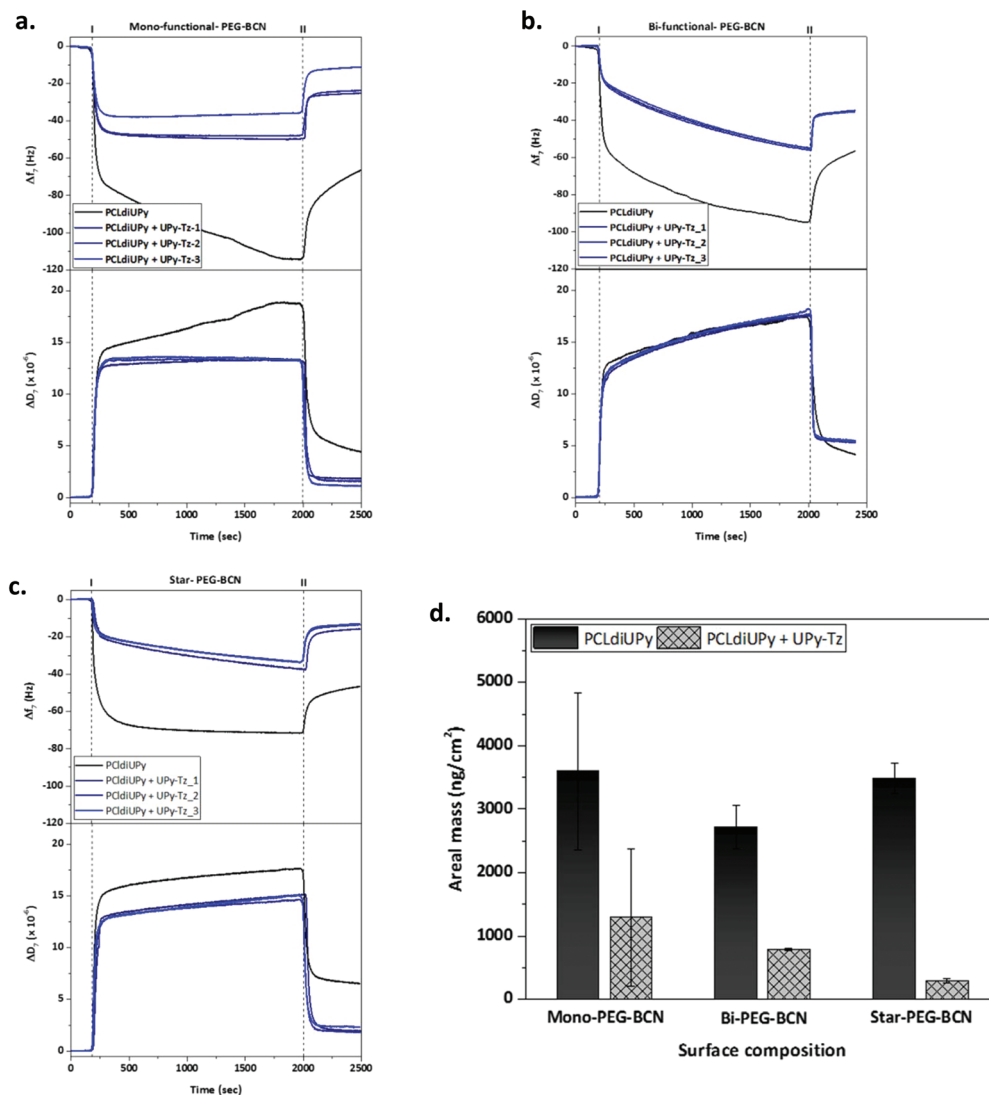 a.
I Mono-functional- PEG-BCN II
0
-20
-40
-60
-80
-100
-120
Δf₇ (Hz)
PCLdiUPy
PCLdiUPy + UPy-Tz-1
PCLdiUPy + UPy-Tz-2
PCLdiUPy + UPy-Tz-3
20
15
10
5
0
ΔD₇ (x 10⁻⁶)
0 500 1000 1500 2000 2500
Time (sec)
b.
I Bi-functional- PEG-BCN II
0
-20
-40
-60
-80
-100
-120
Δf₇ (Hz)
PCLdiUPy
PCLdiUPy + UPy-Tz_1
PCLdiUPy + UPy-Tz_2
PCLdiUPy + UPy-Tz_3
20
15
10
5
0
ΔD₇ (x 10⁻⁶)
0 500 1000 1500 2000 2500
Time (sec)
c.
I Star- PEG-BCN II
0
-20
-40
-60
-80
-100
-120
Δf₇ (Hz)
PCldiUPy
PCldiUPy + UPy-Tz_1
PCldiUPy + UPy-Tz_2
PCldiUPy + UPy-Tz_3
20
15
10
5
0
ΔD₇ (x 10⁻⁶)
0 500 1000 1500 2000 2500
Time (sec)
d.
6000
5000
4000
3000
2000
1000
0
Areal mass (ng/cm²)
PCLdiUPy PCLdiUPy + UPy-Tz
Mono-PEG-BCN Bi-PEG-BCN Star-PEG-BCN
Surface composition